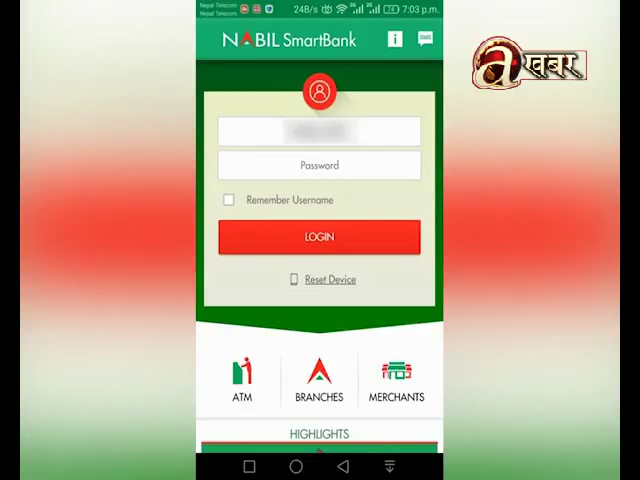 Nepal Telecom
Nepal Telecom
24B/s 7:03 p.m.
NABIL SmartBank
SMS
a खबर
Password
Remember Username
LOGIN
Reset Device
ATM
BRANCHES
MERCHANTS
HIGHLIGHTS